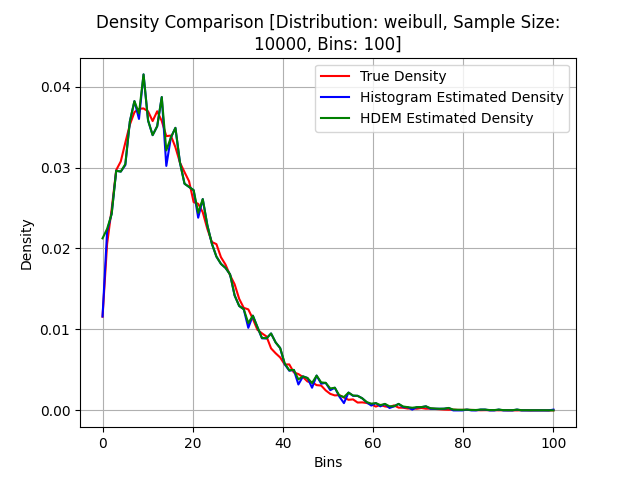 Density Comparison [Distribution: weibull, Sample Size:
10000, Bins: 100]
True Density
Histogram Estimated Density
HDEM Estimated Density
Density
0.04
0.03
0.02
0.01
0.00
0 20 40 60 80 100
Bins